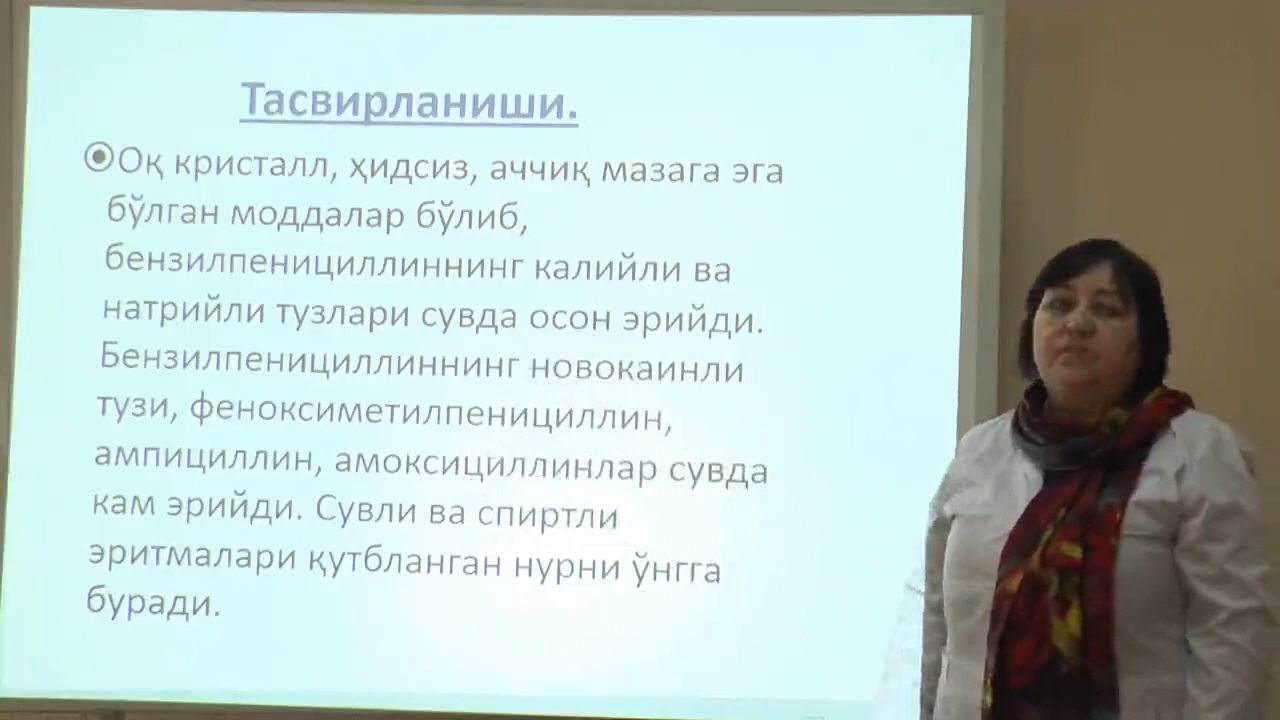 Тасвирланиши.
Оқ кристалл, ҳидсиз, аччиқ мазага эга
бўлган моддалар бўлиб,
бензилпенициллиннинг калийли ва
натрийли тузлари сувда осон эрийди.
Бензилпенициллиннинг новокаинли
тузи, феноксиметилпенициллин,
ампициллин, амоксициллинлар сувда
кам эрийди. Сувли ва спиртли
эритмалари қутбланган нурни ўнгга
буради.